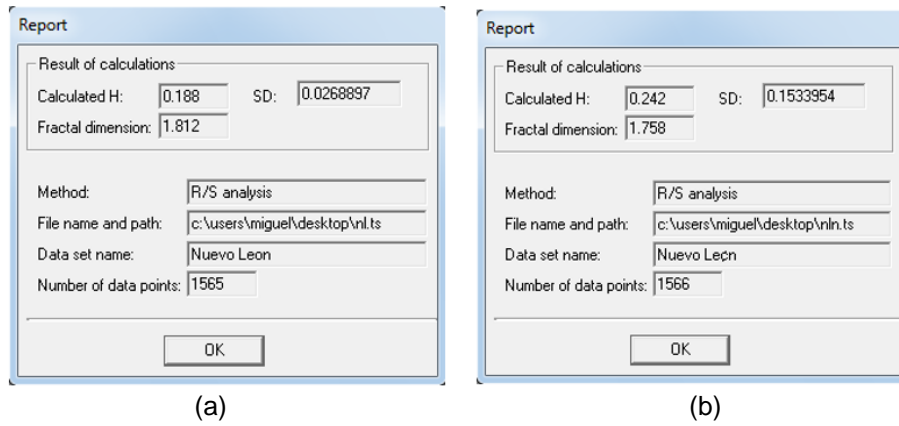 Report
Result of calculations
Calculated H: 0.188 SD: 0.0268897
Fractal dimension: 1.812
Method: R/S analysis
File name and path: c:\users\miguel\desktop\nl.ts
Data set name: Nuevo Leon
Number of data points: 1565
OK
(a)
Report
Result of calculations
Calculated H: 0.242 SD: 0.1533954
Fractal dimension: 1.758
Method: R/S analysis
File name and path: c:\users\miguel\desktop\nln.ts
Data set name: Nuevo Leon
Number of data points: 1566
OK
(b)